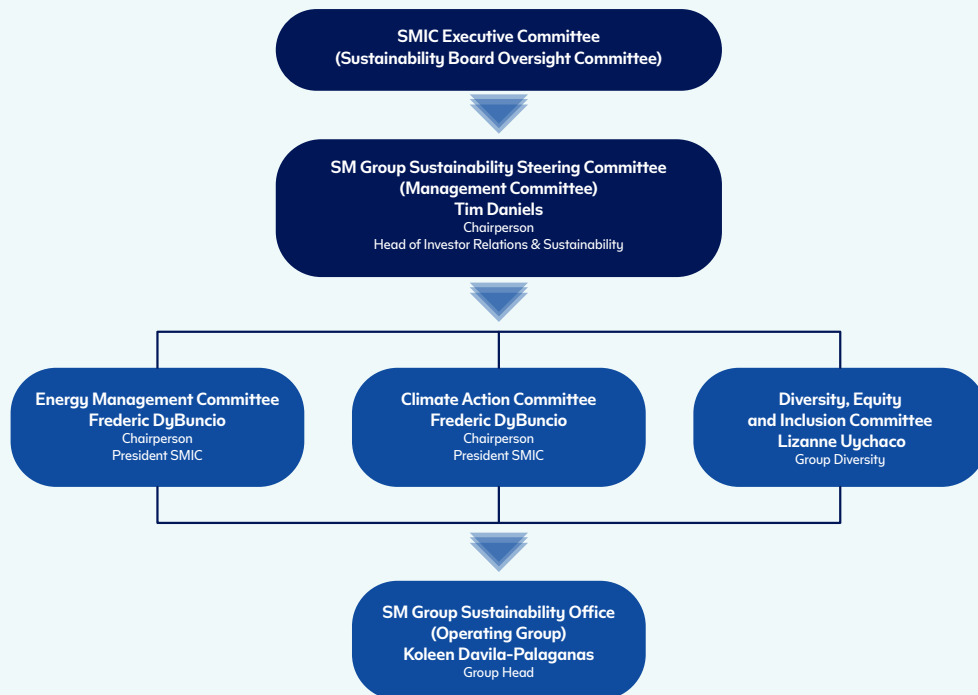 SMIC Executive Committee
(Sustainability Board Oversight Committee)
SM Group Sustainability Steering Committee
(Management Committee)
Tim Daniels
Chairperson
Head of Investor Relations & Sustainability
Energy Management Committee
Frederic DyBuncio
Chairperson
President SMIC
Climate Action Committee
Frederic DyBuncio
Chairperson
President SMIC
Diversity, Equity
and Inclusion Committee
Lizanne Uychaco
Group Diversity
SM Group Sustainability Office
(Operating Group)
Koleen Davila-Palaganas
Group Head